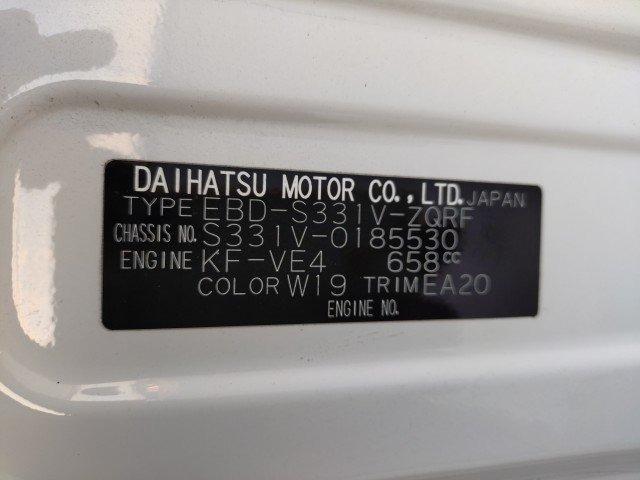 DAIHATSU MOTOR CO., LTD. JAPAN
TYPE EBD-S331V-ZQRF
CHASSIS NO. S331V-0185530
ENGINE KF-VE4 658cc
COLOR W19 TRIM EA20
ENGINE NO.